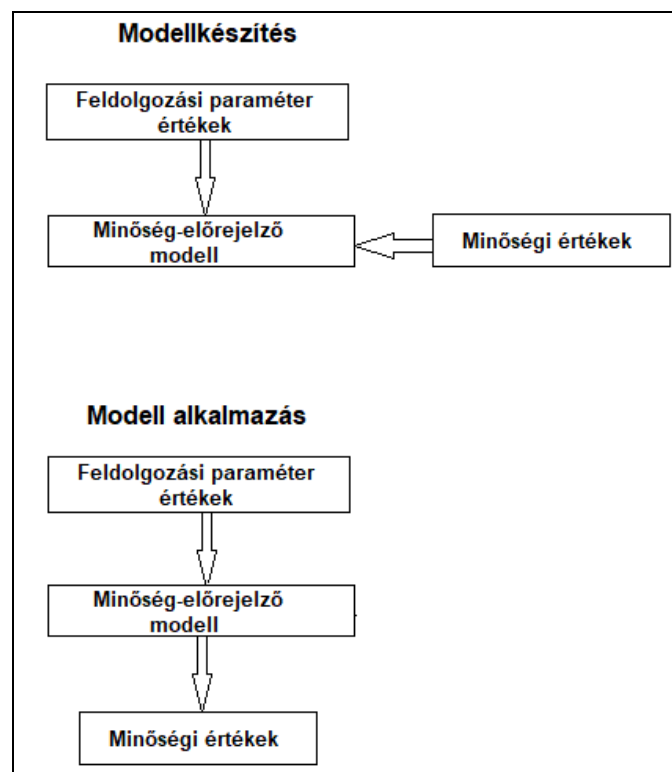 Modellkészítés
Feldolgozási paraméter
értékek
Minőség-előrejelző
modell
Minőségi értékek
Modell alkalmazás
Feldolgozási paraméter
értékek
Minőség-előrejelző
modell
Minőségi értékek